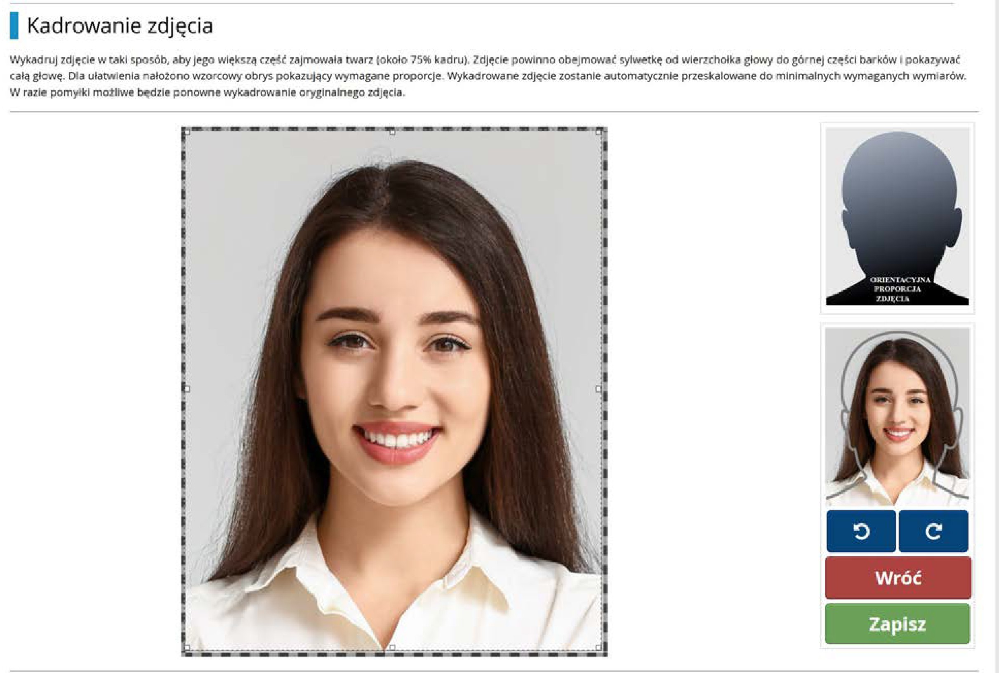 Kadrowanie zdjęcia
Wykadruj zdjęcie w taki sposób, aby jego większą część zajmowała twarz (około 75% kadru). Zdjęcie powinno obejmować sylwetkę od wierzchołka głowy do górnej części barków i pokazywać
całą głowę. Dla ułatwienia nałożono wzorcowy obrys pokazujący wymagane proporcje. Wykadrowane zdjęcie zostanie automatycznie przeskalowane do minimalnych wymaganych wymiarów.
W razie pomyłki możliwe będzie ponowne wykadrowanie oryginalnego zdjęcia.
ORIENTACYJNA
PROPORCJA
ZDJĘCIA
Wróć
Zapisz